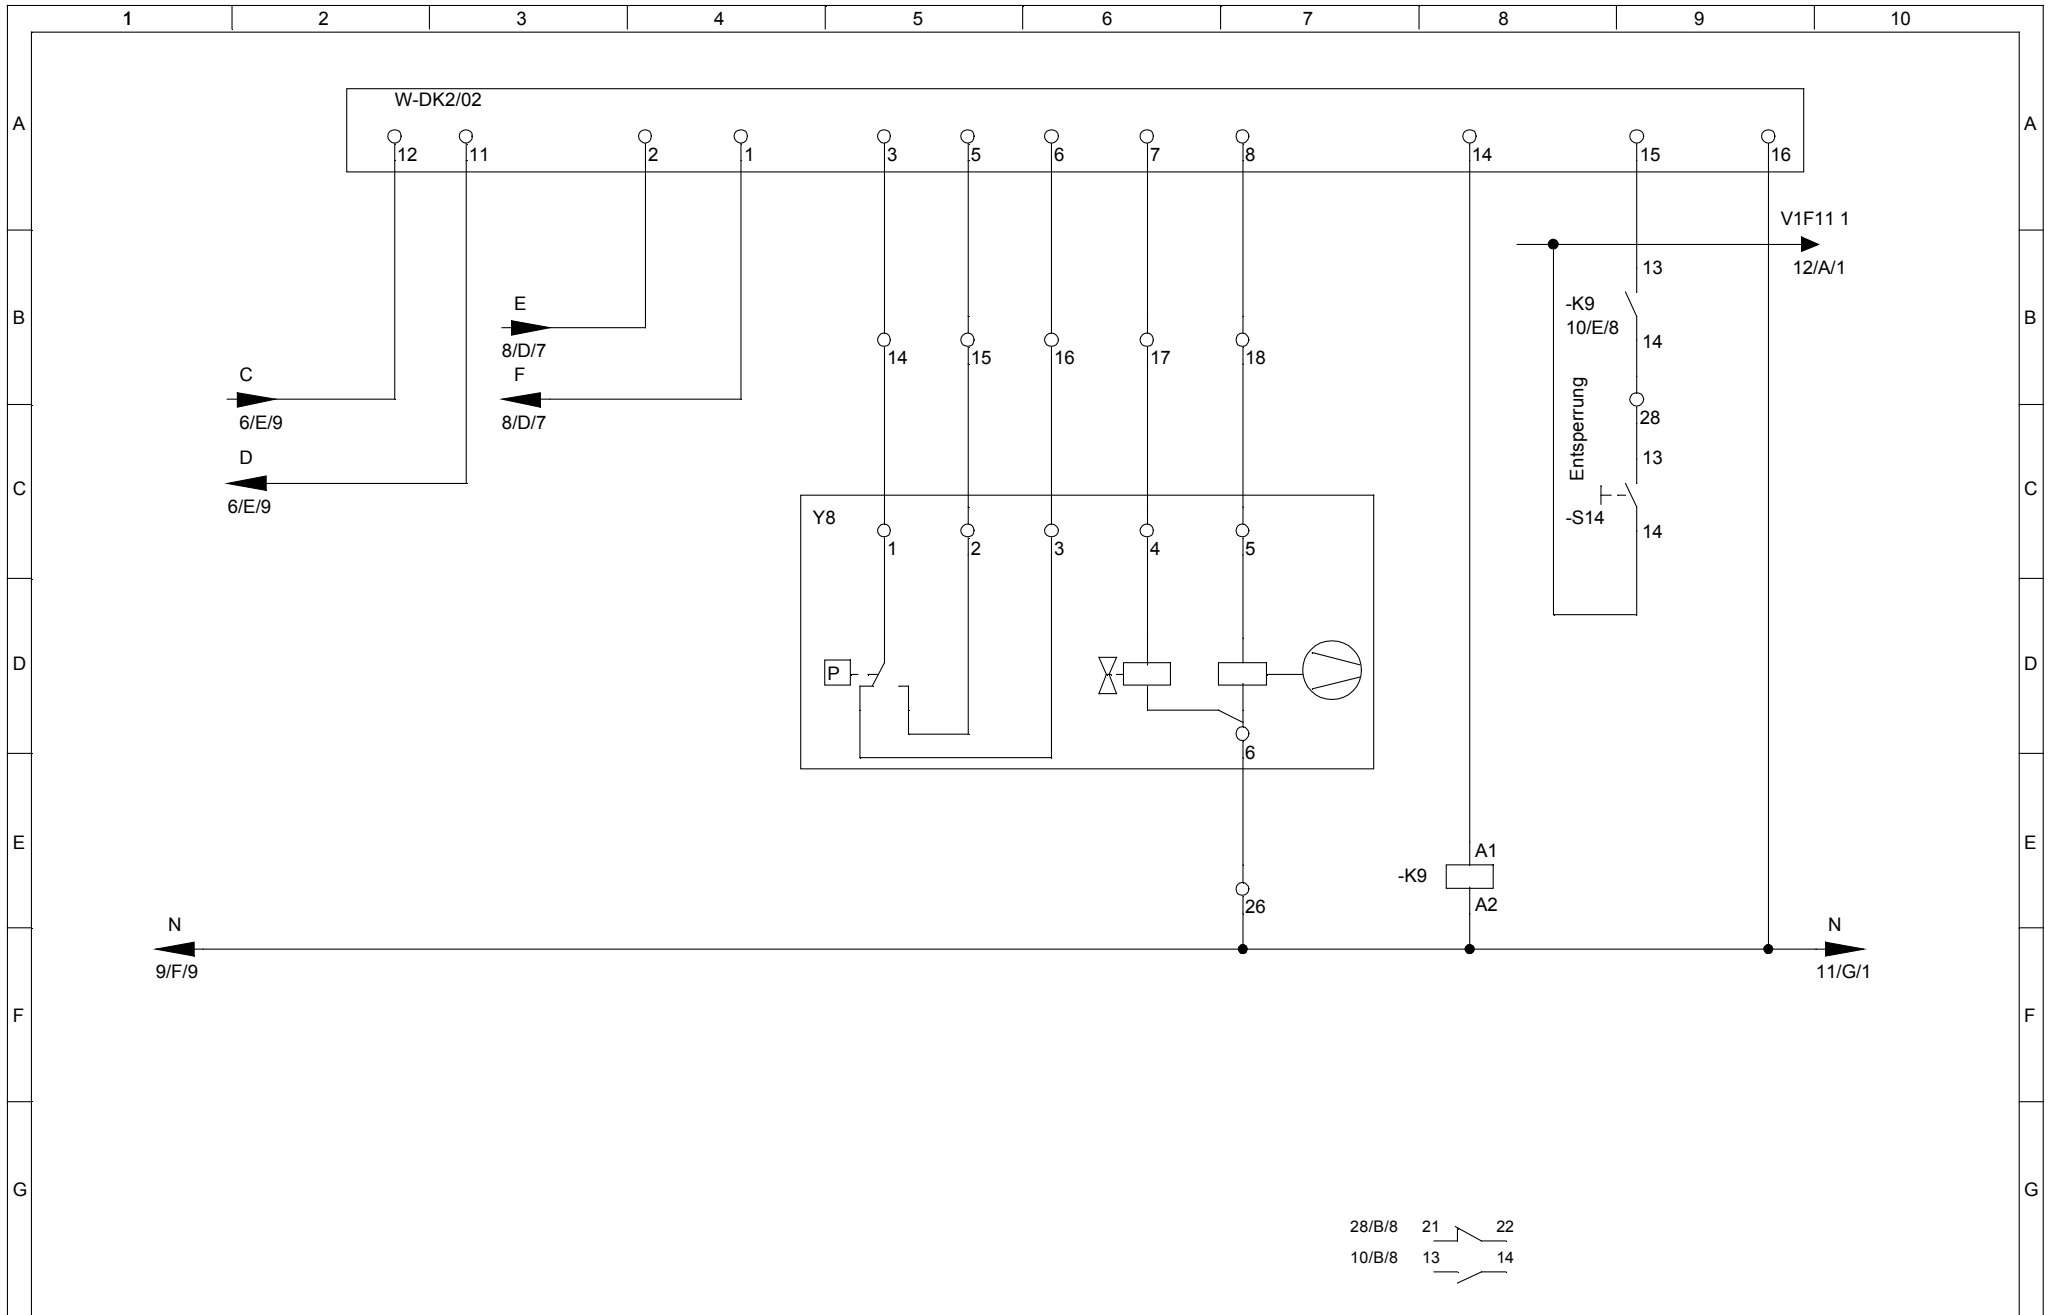 1 2 3 4 5 6 7 8 9 10
W-DK2/02
A A
12 11 2 1 3 5 6 7 8 14 15 16
V1F11 1
12/A/1
13
E
-K9
B B
10/E/8
14
8/D/7
14 15 16 17 18
F
C
Entsperrung
6/E/9
8/D/7
28
D
13
C C
6/E/9
Y8
-S14
14
1 2 3 4 5
D D
P
6
E E
A1
-K9
A2
26
N N
9/F/9 11/G/1
F F
G G
28/B/8 21 22
10/B/8 13 14